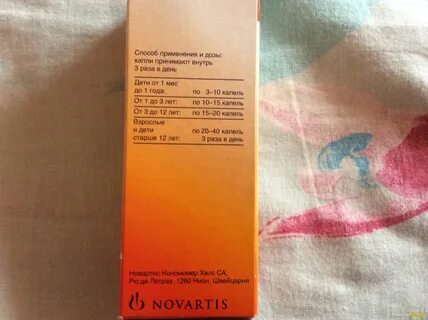 Способ применения и дозы:
капли принимают внутрь
3 раза в день
Дети от 1 мес
до 1 года: по 3-10 капель
От 1 до 3 лет: по 10-15 капель
От 3 до 12 лет: по 15-20 капель
Взрослые
и дети по 20-40 капель
старше 12 лет: 3 раза в день
Новартис Консьюмер Хелс СА,
Рю де Летраз, 1260 Нион, Швейцария
NOVARTIS